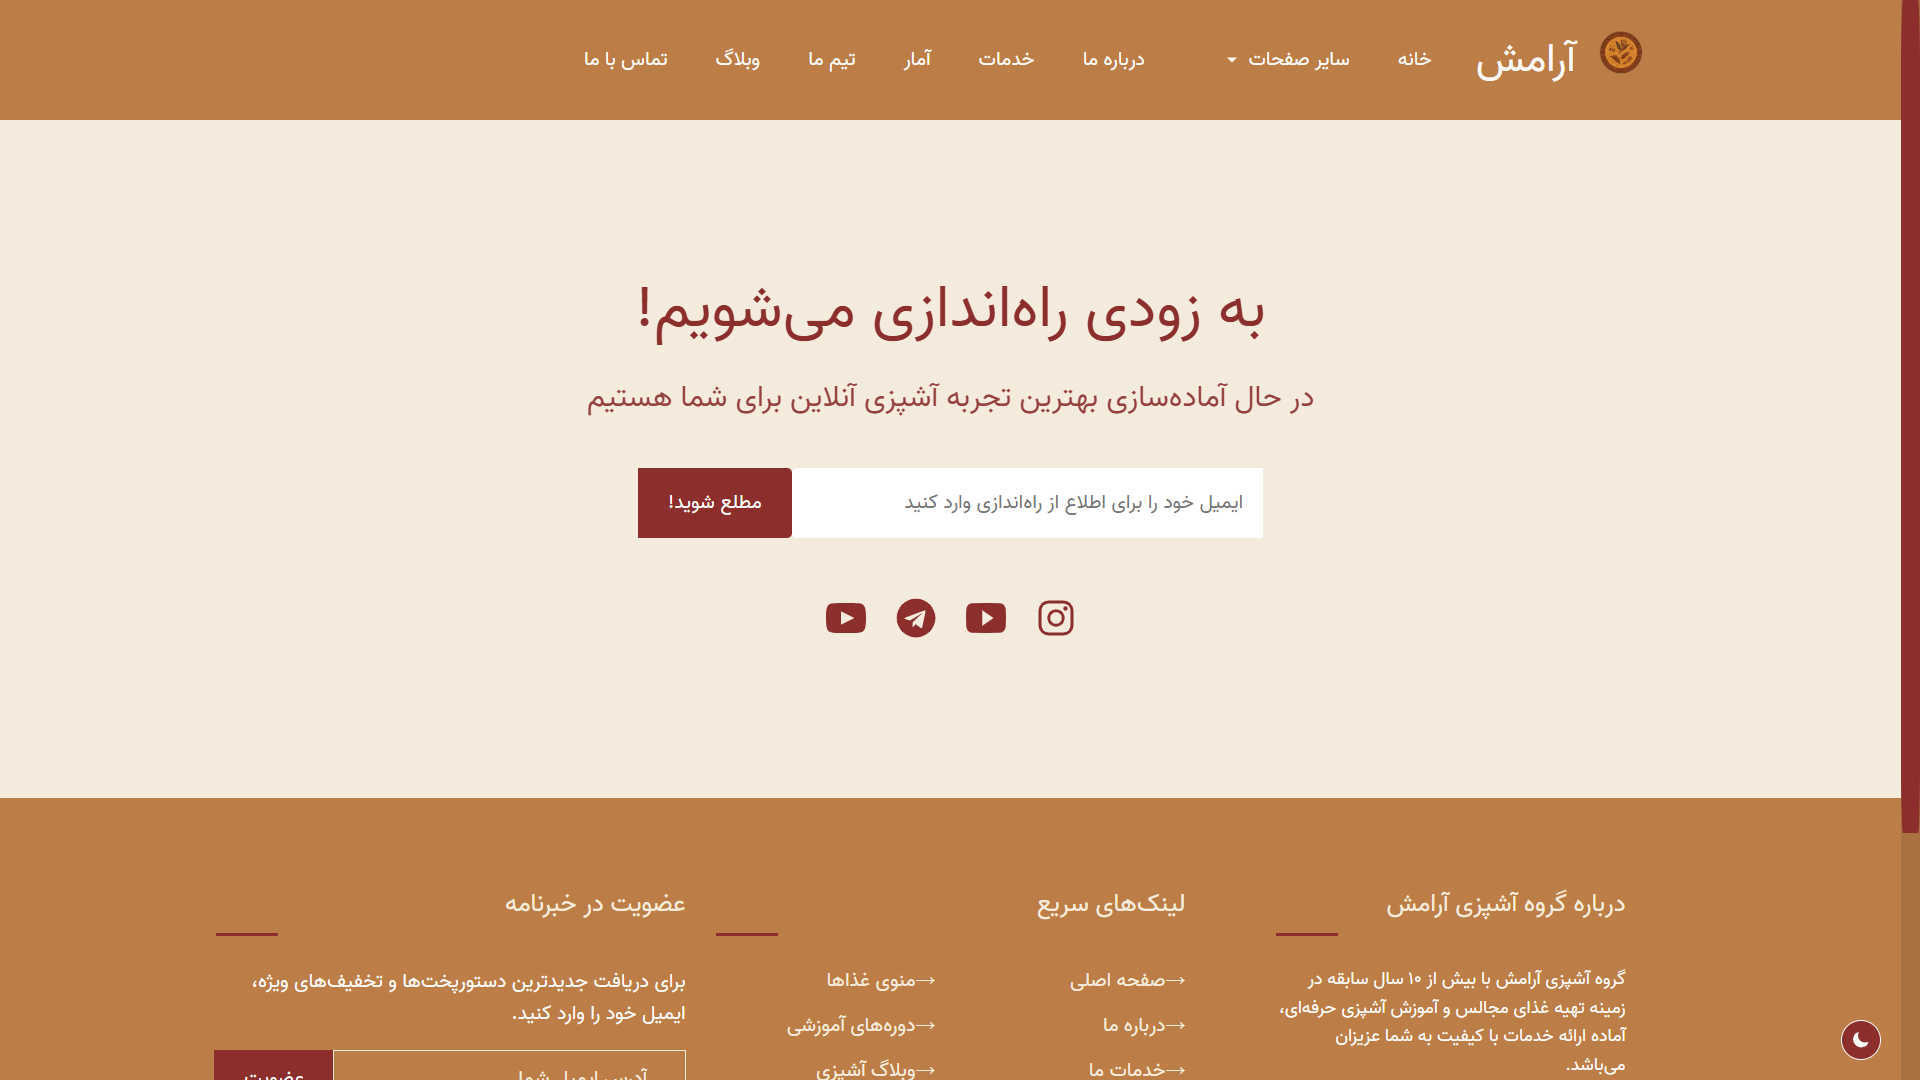 آرامش
خانه
سایر صفحات
درباره ما
خدمات
آمار
تیم ما
وبلاگ
تماس با ما
به زودی راه‌اندازی می‌شویم!
در حال آماده‌سازی بهترین تجربه آشپزی آنلاین برای شما هستیم
ایمیل خود را برای اطلاع از راه‌اندازی وارد کنید
مطلع شوید!
درباره گروه آشپزی آرامش
گروه آشپزی آرامش با بیش از ۱۰ سال سابقه در
زمینه تهیه غذای مجالس و آموزش آشپزی حرفه‌ای،
آماده ارائه خدمات با کیفیت به شما عزیزان
می‌باشد.
لینک‌های سریع
→صفحه اصلی
→درباره ما
→خدمات ما
→منوی غذاها
→دوره‌های آموزشی
→وبلاگ آشپزی
عضویت در خبرنامه
برای دریافت جدیدترین دستورپخت‌ها و تخفیف‌های ویژه،
ایمیل خود را وارد کنید.
آدرس ایمیل شما
عضویت